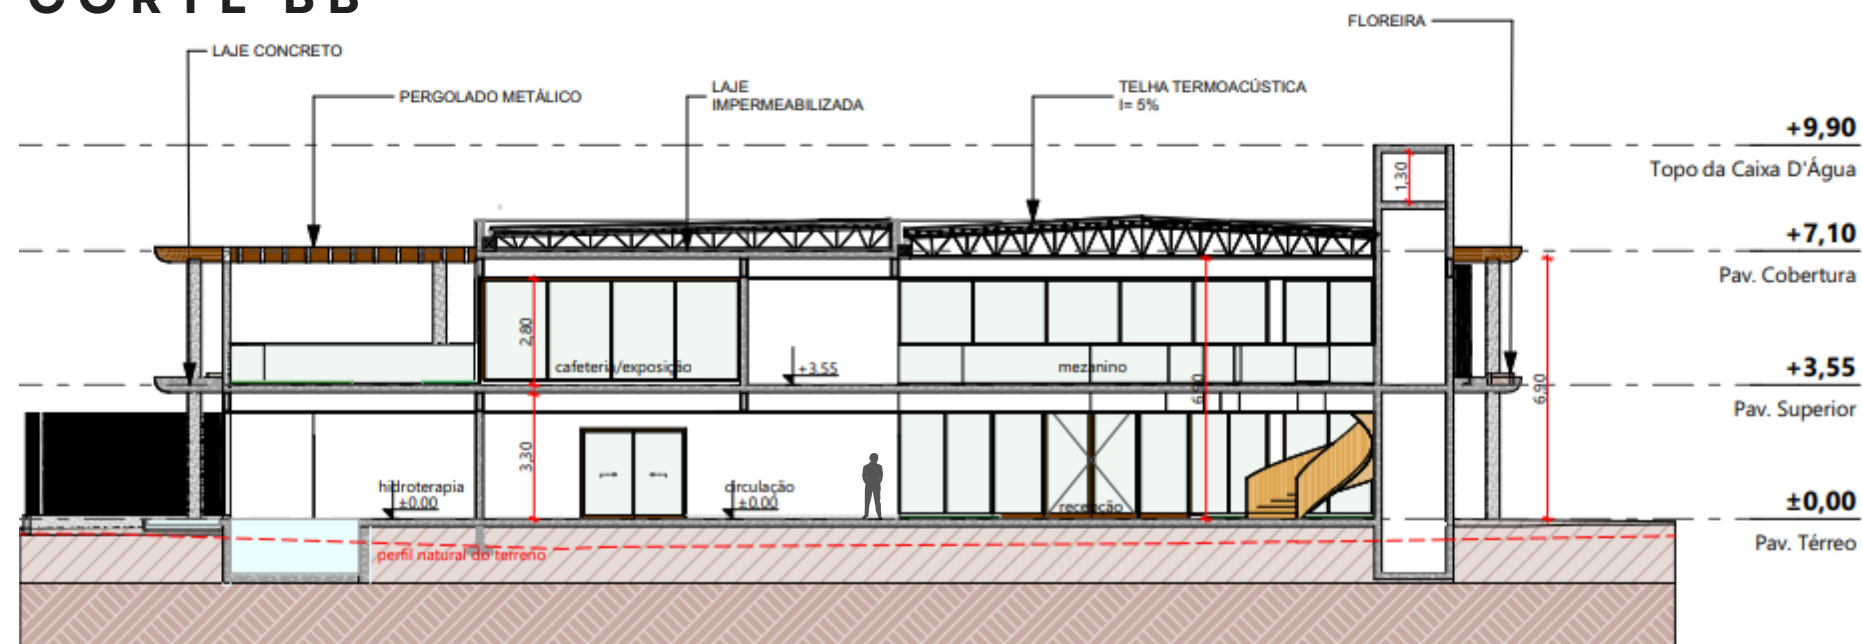 CORTE BB
FLOREIRA
LAJE CONCRETO
PERGOLADO METÁLICO
LAJE
IMPERMEABILIZADA
TELHA TERMOACÚSTICA
I= 5%
+9,90
Topo da Caixa D'Água
1,30
+7,10
Pav. Cobertura
2,80
cafeteria/exposição
+3,55
mezanino
6,90
6,90
+3,55
Pav. Superior
3,30
hidroterapia
±0,00
circulação
±0,00
recepção
±0,00
Pav. Térreo
perfil natural do terreno